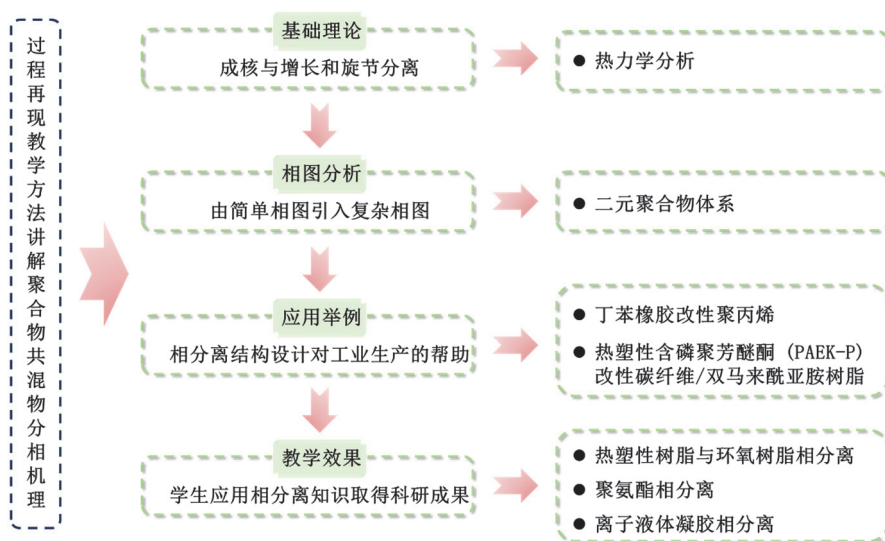 过程再现教学方法讲解聚合物共混物分相机理
基础理论
成核与增长和旋节分离
● 热力学分析
相图分析
由简单相图引入复杂相图
● 二元聚合物体系
应用举例
相分离结构设计对工业生产的帮助
● 丁苯橡胶改性聚丙烯
● 热塑性含磷聚芳醚酮 (PAEK-P)
改性碳纤维/双马来酰亚胺树脂
教学效果
学生应用相分离知识取得科研成果
● 热塑性树脂与环氧树脂相分离
● 聚氨酯相分离
● 离子液体凝胶相分离